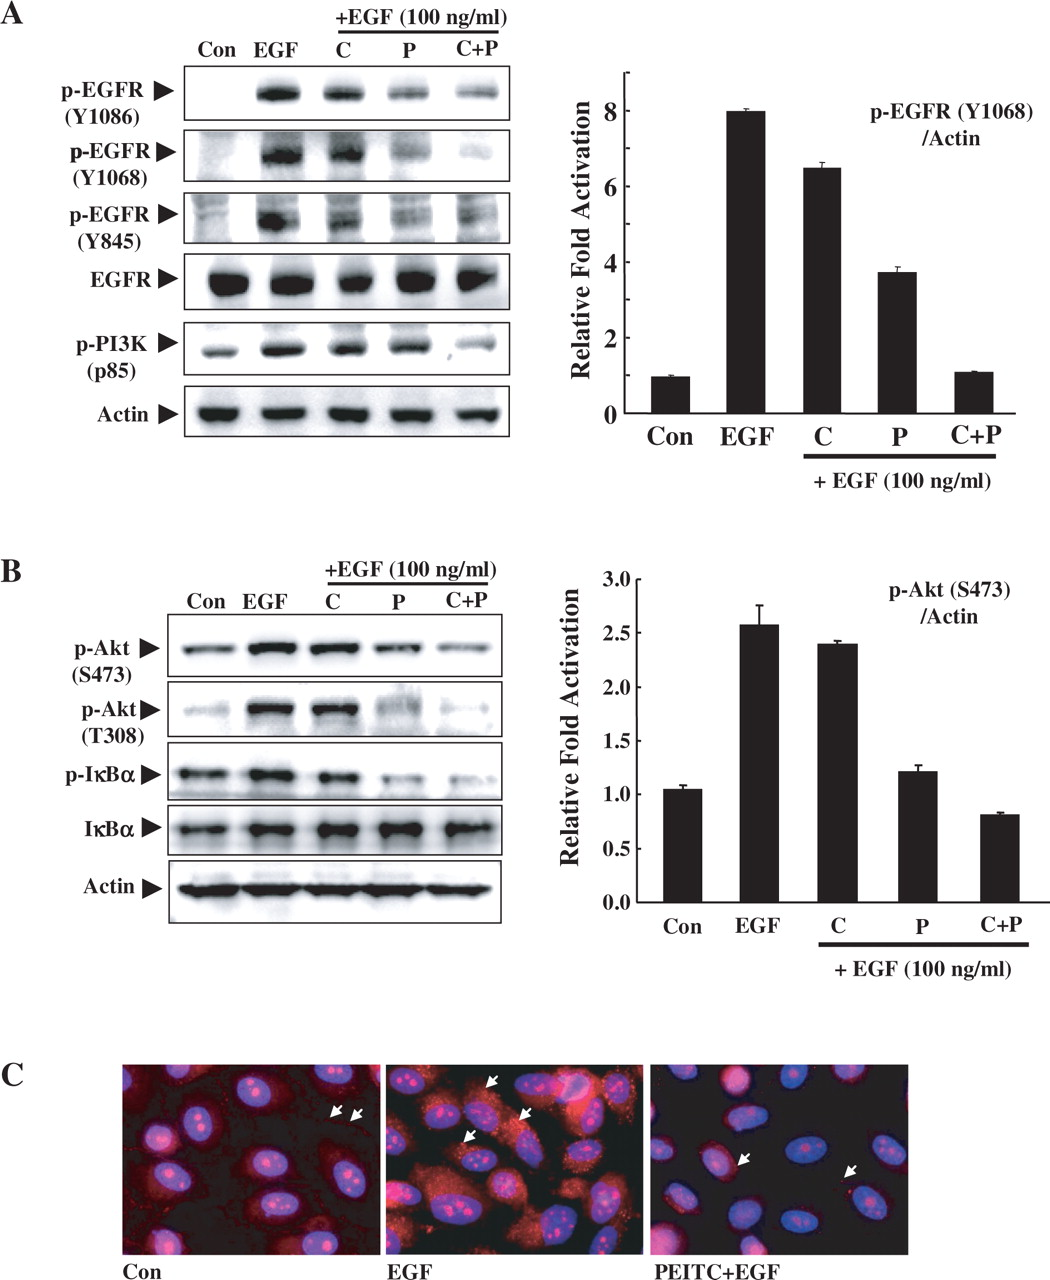 A
+EGF (100 ng/ml)
Con EGF C P C+P
p-EGFR
(Y1086)
p-EGFR
(Y1068)
p-EGFR
(Y845)
EGFR
p-PI3K
(p85)
Actin
Relative Fold Activation
8
6
4
2
0
p-EGFR (Y1068)
/Actin
Con EGF C P C+P
+ EGF (100 ng/ml)
B
+EGF (100 ng/ml)
Con EGF C P C+P
p-Akt
(S473)
p-Akt
(T308)
p-IκBα
IκBα
Actin
Relative Fold Activation
3.0
2.5
2.0
1.5
1.0
0.5
0.0
p-Akt (S473)
/Actin
Con EGF C P C+P
+ EGF (100 ng/ml)
C
Con EGF PEITC+EGF